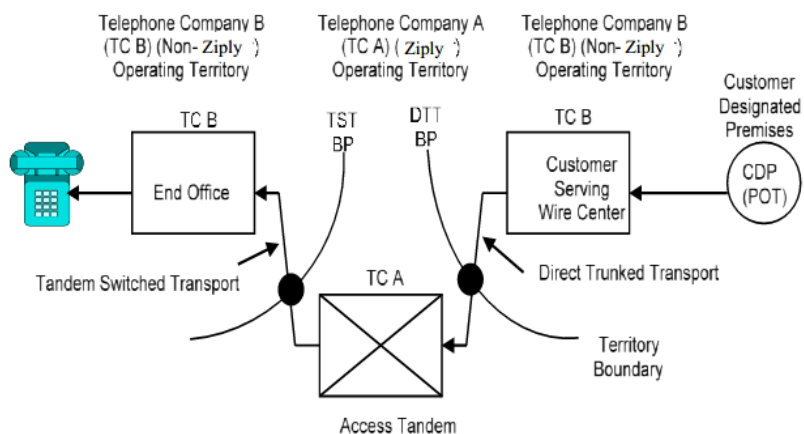 Telephone Company B
(TC B) (Non- Ziply )
Operating Territory
Telephone Company A
(TC A) ( Ziply )
Operating Territory
Telephone Company B
(TC B) (Non- Ziply )
Operating Territory
Customer
Designated
Premises
TC B
End Office
TST
BP
DTT
BP
TC B
Customer
Serving
Wire Center
CDP
(POT)
Tandem Switched Transport
TC A
Direct Trunked Transport
Territory
Boundary
Access Tandem